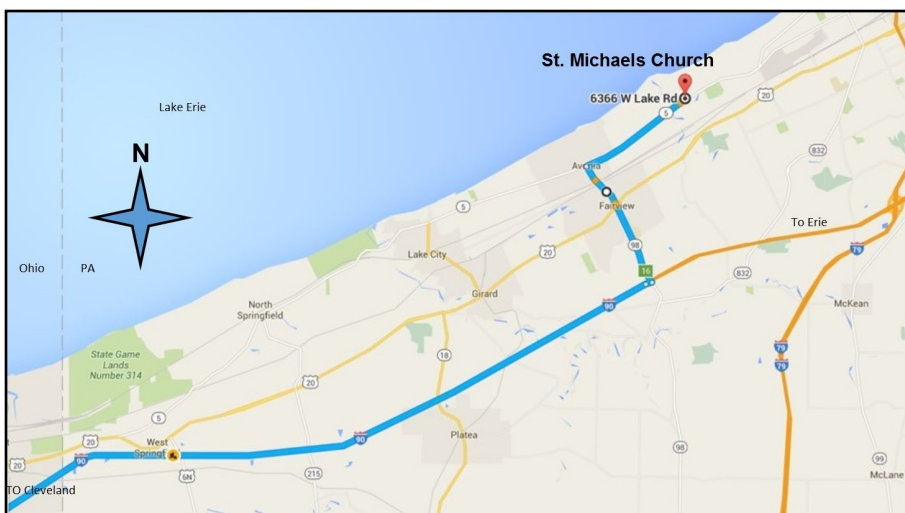 St. Michaels Church
6366 W Lake Rd
Lake Erie
20
5
N
832
Avonia
Fairview
5
To Erie
20
98
79
Lake City
Ohio
PA
16
832
Girard
90
McKean
North
Springfield
79
State Game
Lands
Number 314
18
79
20
5
90
West
Springf
Platea
20
98
20
90
99
215
6N
McLane
TO Cleveland